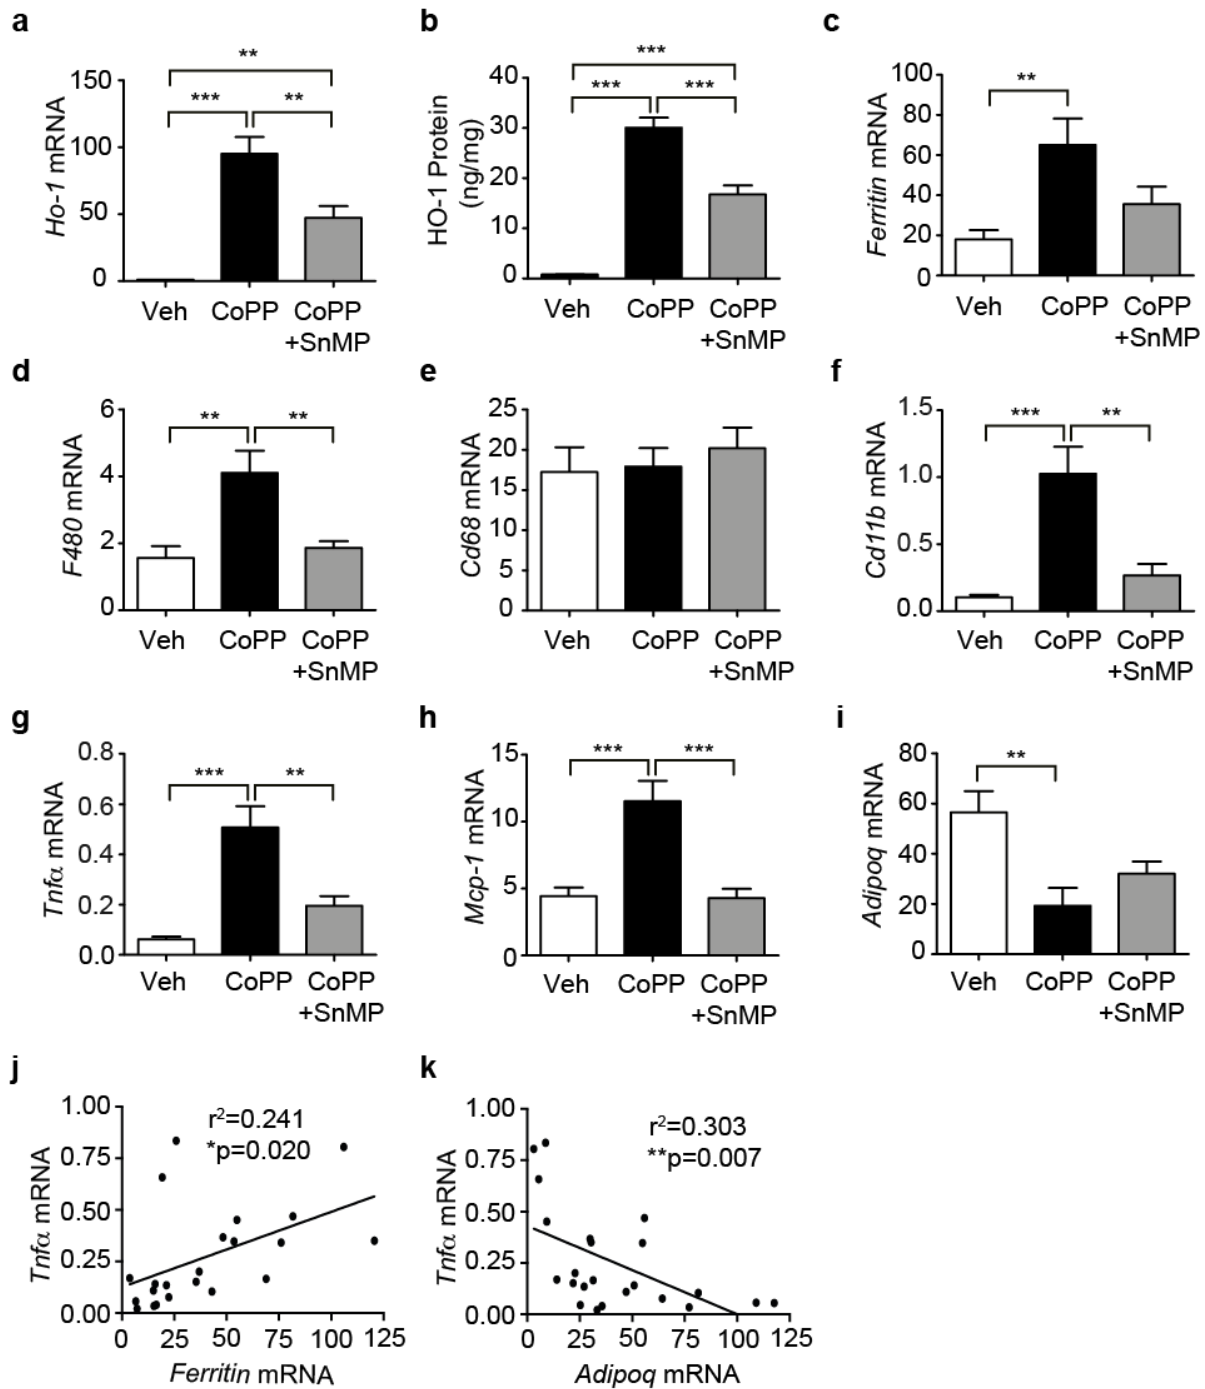 a
Ho-1 mRNA
150
100
50
0
**
***
**
Veh
CoPP
CoPP
+SnMP
b
HO-1 Protein
(ng/mg)
40
30
20
10
0
***
***
***
Veh
CoPP
CoPP
+SnMP
c
Ferritin mRNA
100
80
60
40
20
0
**
Veh
CoPP
CoPP
+SnMP
d
F480 mRNA
6
4
2
0
**
**
Veh
CoPP
CoPP
+SnMP
e
Cd68 mRNA
25
20
15
10
5
0
Veh
CoPP
CoPP
+SnMP
f
Cd11b mRNA
1.5
1.0
0.5
0.0
***
**
Veh
CoPP
CoPP
+SnMP
g
Tnfα mRNA
0.8
0.6
0.4
0.2
0.0
***
**
Veh
CoPP
CoPP
+SnMP
h
Mcp-1 mRNA
15
10
5
0
***
***
Veh
CoPP
CoPP
+SnMP
i
Adipoq mRNA
80
60
40
20
0
**
Veh
CoPP
CoPP
+SnMP
j
Tnfα mRNA
1.00
0.75
0.50
0.25
0.00
r²=0.241
*p=0.020
0 25 50 75 100 125
Ferritin mRNA
k
Tnfα mRNA
1.00
0.75
0.50
0.25
0.00
r²=0.303
**p=0.007
0 25 50 75 100 125
Adipoq mRNA